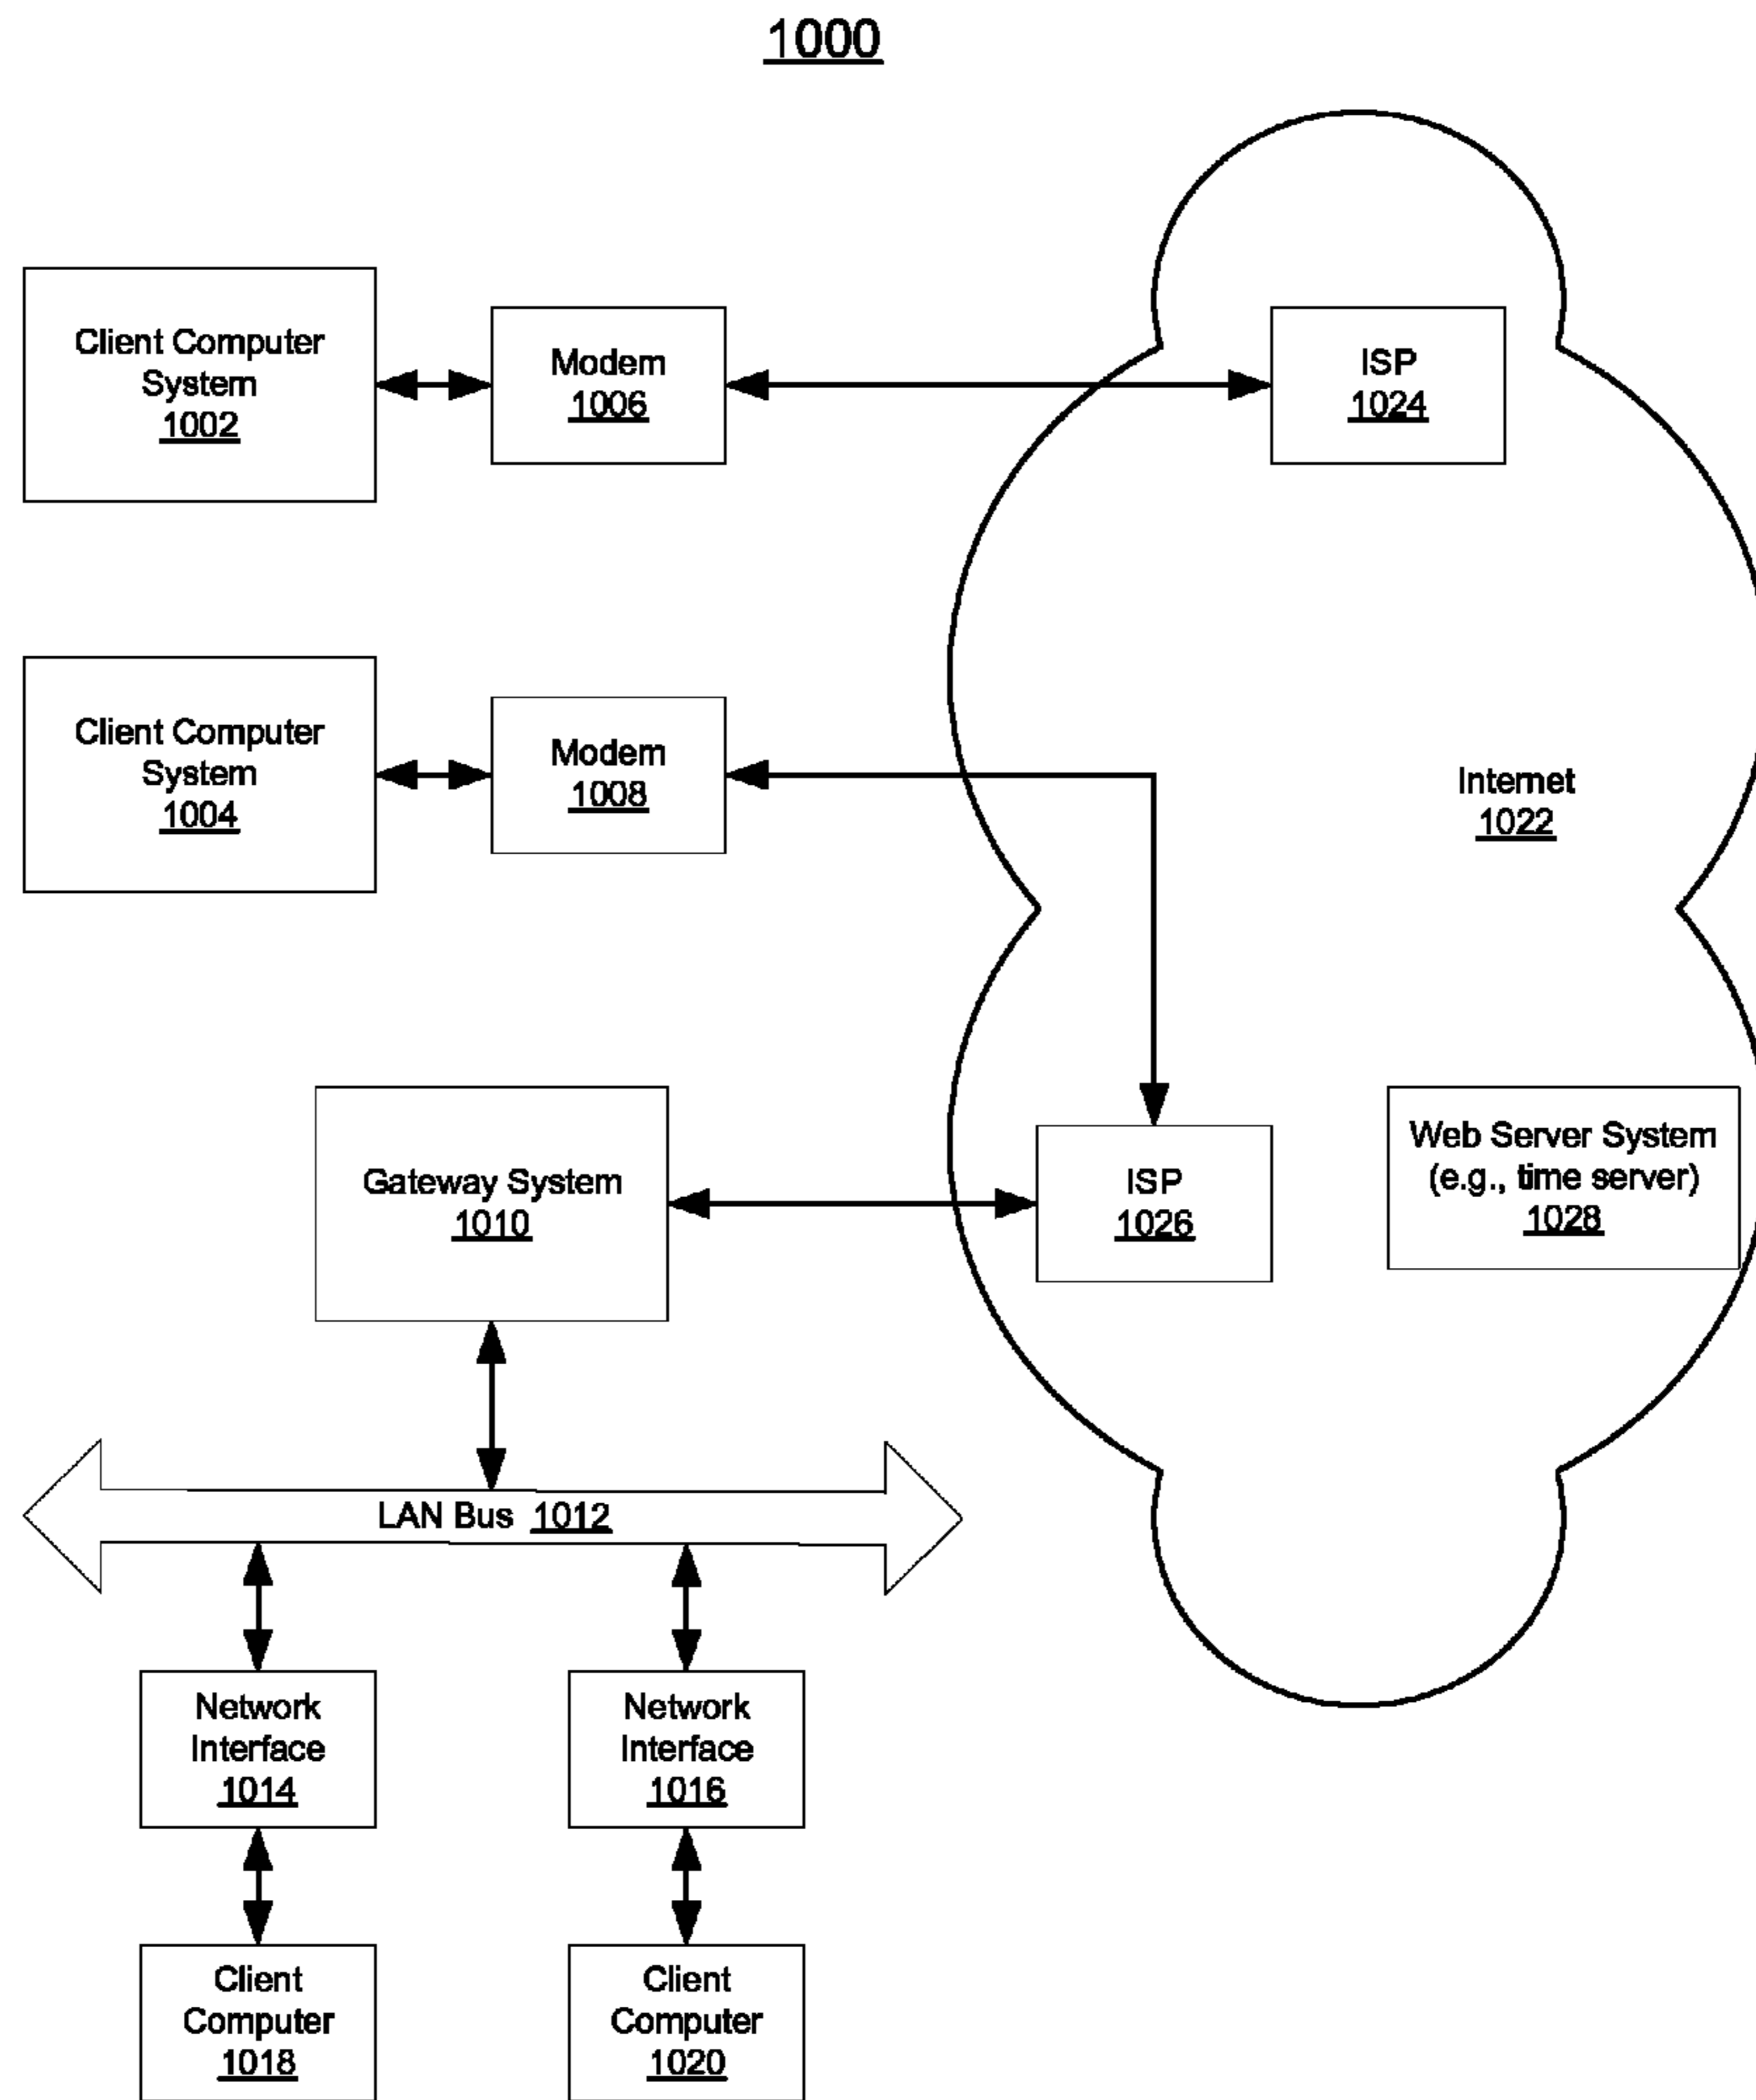 1000
Client Computer
System
1002
Modem
1006
ISP
1024
Client Computer
System
1004
Modem
1008
Internet
1022
Gateway System
1010
ISP
1026
Web Server System
(e.g., time server)
1028
LAN Bus 1012
Network
Interface
1014
Network
Interface
1016
Client
Computer
1018
Client
Computer
1020